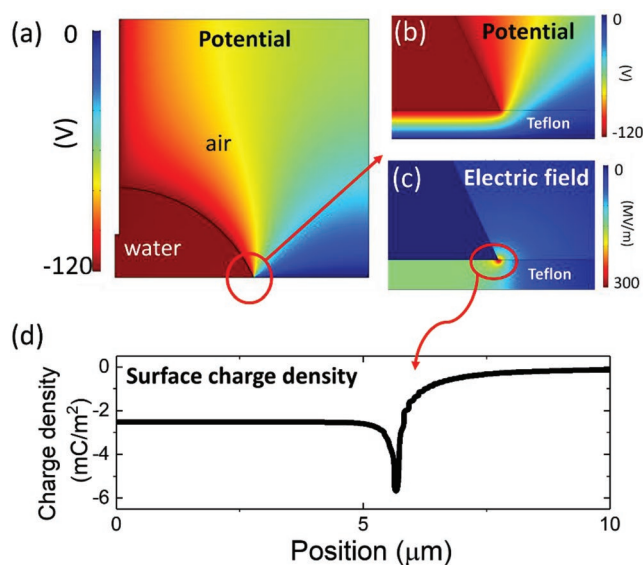 (a)
0
(V)
-120
Potential
air
water
(b)
Potential
Teflon
0
(V)
-120
(c)
Electric field
Teflon
0
(MV/m)
300
(d)
Surface charge density
Charge density
(mC/m²)
0
-2
-4
-6
0
5
10
Position (μm)